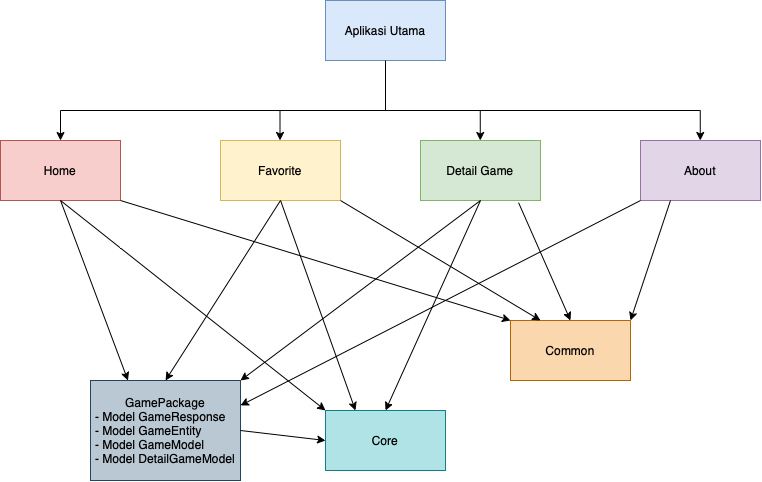 Aplikasi Utama
Home
Favorite
Detail Game
About
Common
GamePackage
- Model GameResponse
- Model GameEntity
- Model GameModel
- Model DetailGameModel
Core